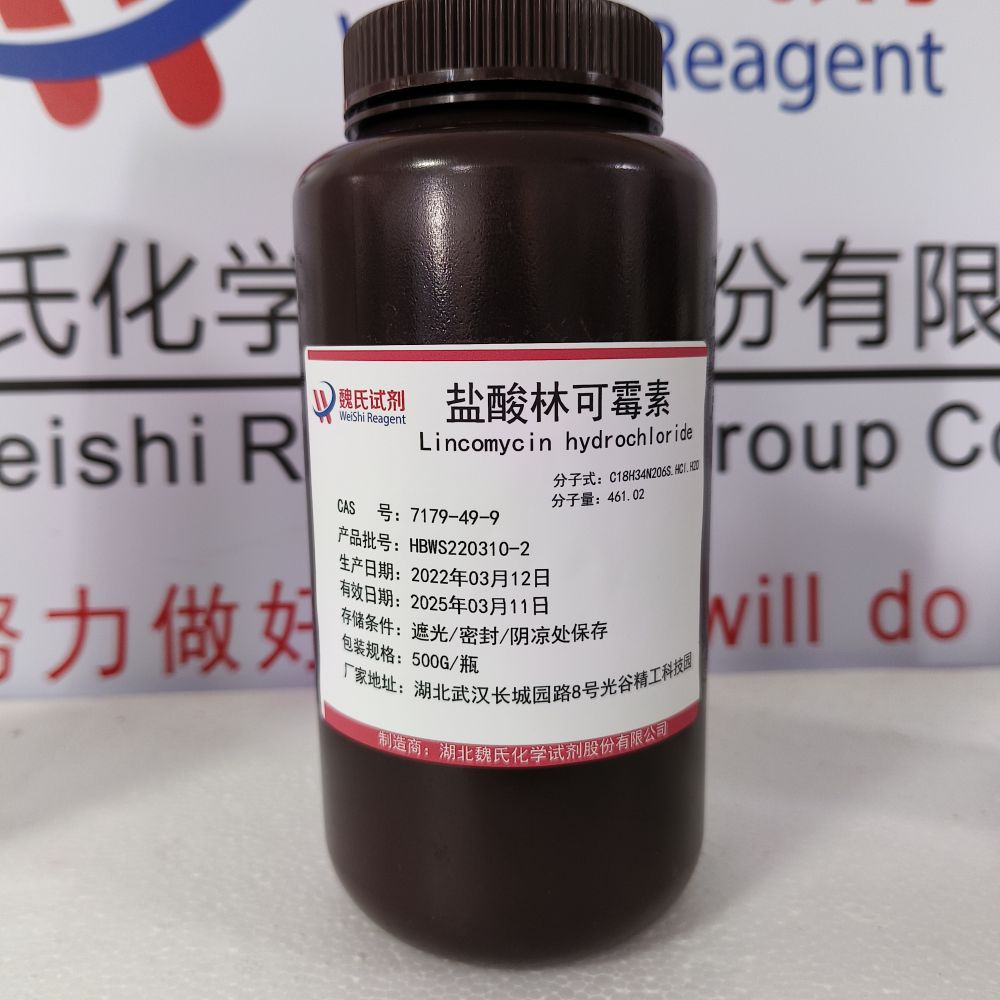 Reagent
氏化学
份有限
eishi R
roup Co
努力做好
will do
魏氏试剂
WeiShi Reagent
盐酸林可霉素
Lincomycin hydrochloride
分子式：C18H34N2O6S.HCl.H2O
分子量：461.02
CAS 号：7179-49-9
产品批号：HBWS220310-2
生产日期：2022年03月12日
有效日期：2025年03月11日
存储条件：遮光/密封/阴凉处保存
包装规格：500G/瓶
厂家地址：湖北武汉长城园路8号光谷精工科技园
制造商：湖北魏氏化学试剂股份有限公司